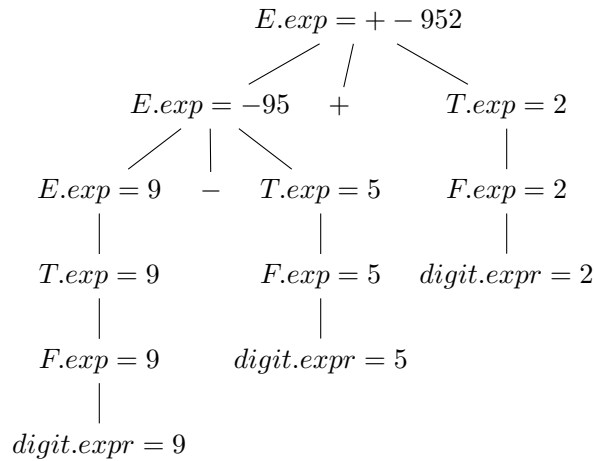 E.exp = + − 952
E.exp = −95 + T.exp = 2
E.exp = 9 − T.exp = 5 F.exp = 2
T.exp = 9 F.exp = 5 digit.expr = 2
F.exp = 9 digit.expr = 5
digit.expr = 9